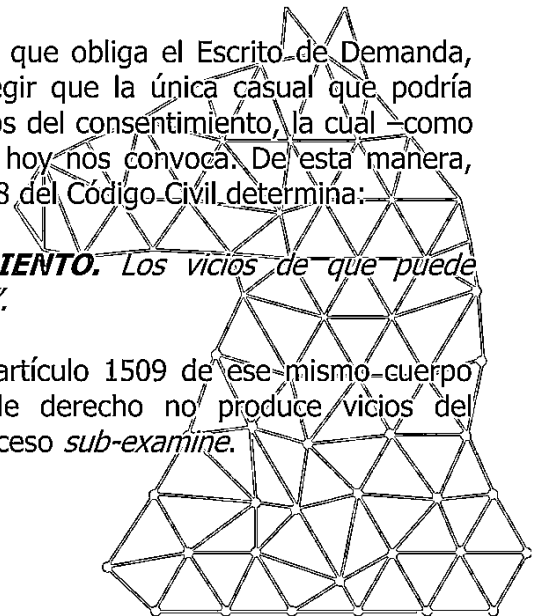 que obliga el Escrito de Demanda,
egir que la única casual que podría
os del consentimiento, la cual –como
hoy nos convoca. De esta manera,
8 del Código Civil determina:
IENTO. Los vicios de que puede
”.
artículo 1509 de ese mismo cuerpo
de derecho no produce vicios del
ceso sub-examine.